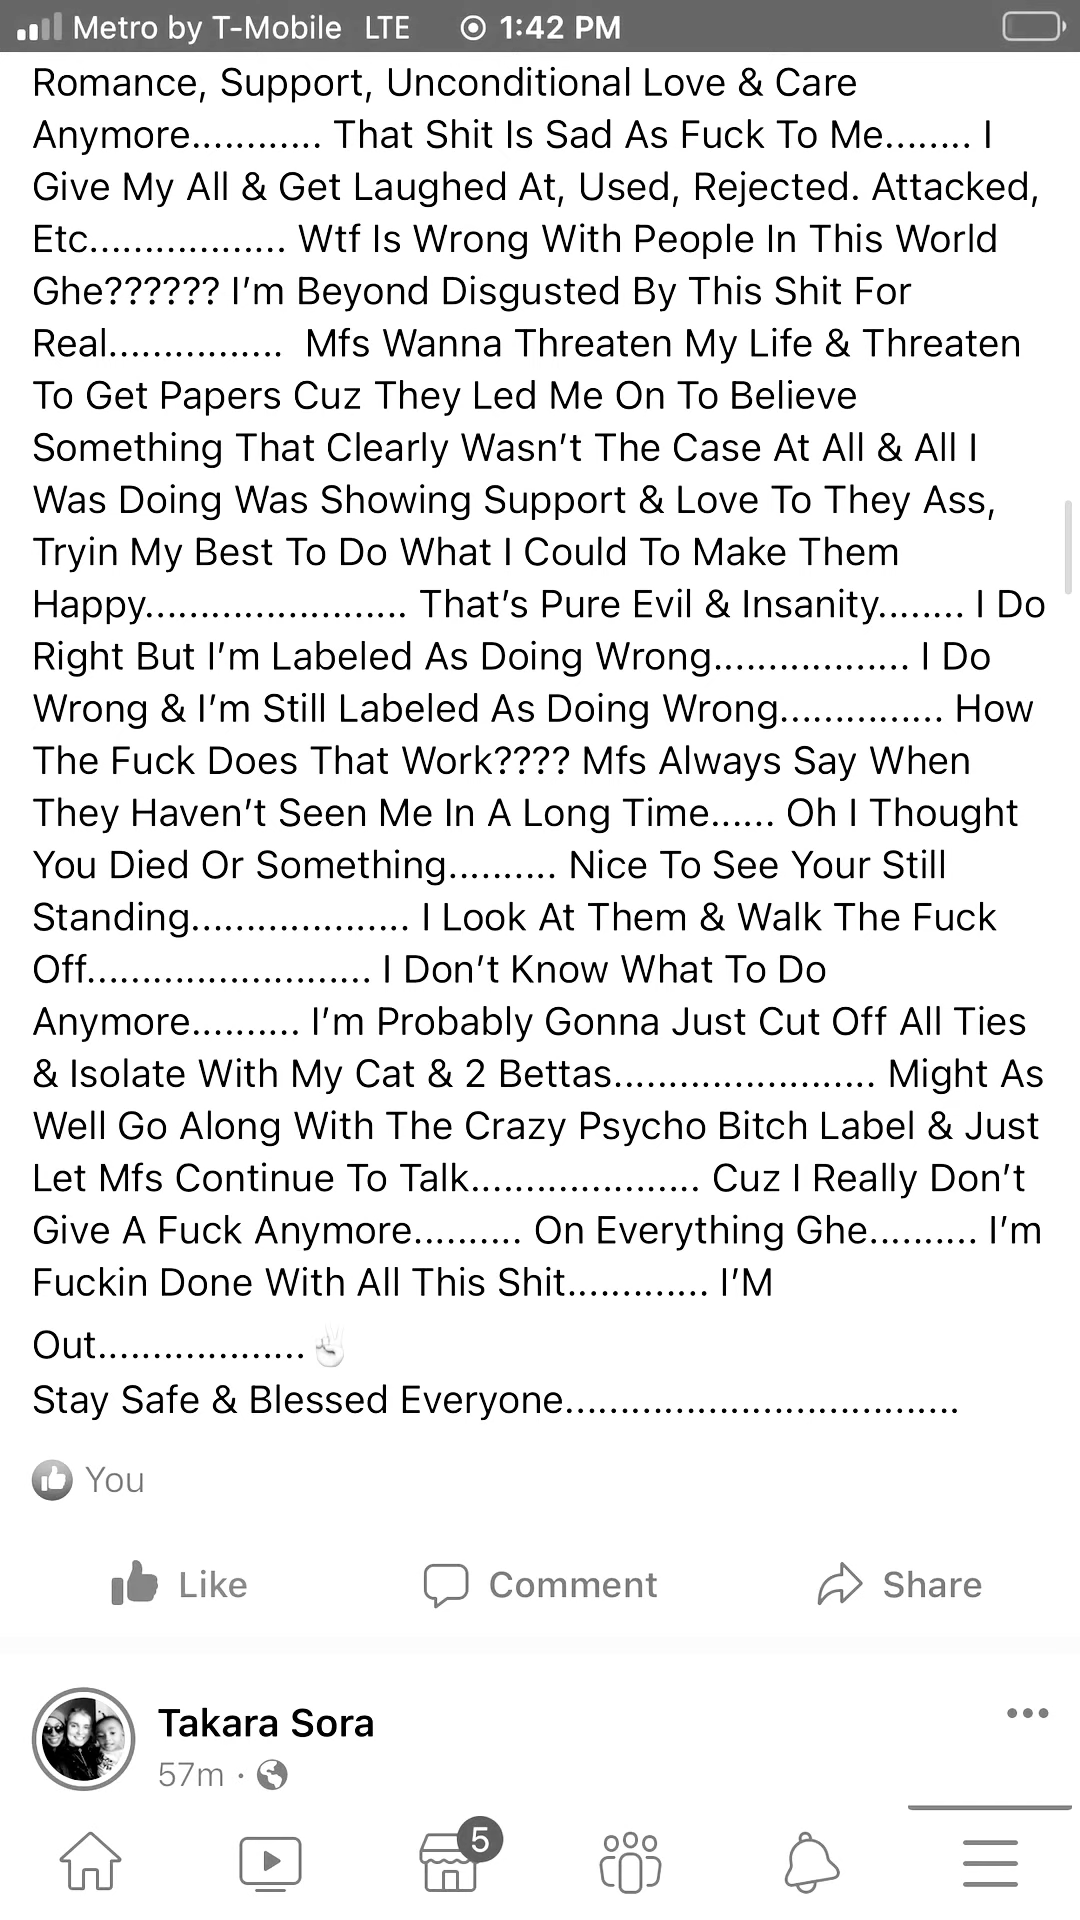 Metro by T-Mobile LTE 1:42 PM
Romance, Support, Unconditional Love & Care
Anymore............ That Shit Is Sad As Fuck To Me........ I
Give My All & Get Laughed At, Used, Rejected. Attacked,
Etc.................. Wtf Is Wrong With People In This World
Ghe?????? I’m Beyond Disgusted By This Shit For
Real................ Mfs Wanna Threaten My Life & Threaten
To Get Papers Cuz They Led Me On To Believe
Something That Clearly Wasn’t The Case At All & All I
Was Doing Was Showing Support & Love To They Ass,
Tryin My Best To Do What I Could To Make Them
Happy........................ That’s Pure Evil & Insanity........ I Do
Right But I’m Labeled As Doing Wrong.................. I Do
Wrong & I’m Still Labeled As Doing Wrong............... How
The Fuck Does That Work???? Mfs Always Say When
They Haven’t Seen Me In A Long Time...... Oh I Thought
You Died Or Something.......... Nice To See Your Still
Standing.................... I Look At Them & Walk The Fuck
Off.......................... I Don’t Know What To Do
Anymore.......... I’m Probably Gonna Just Cut Off All Ties
& Isolate With My Cat & 2 Bettas........................ Might As
Well Go Along With The Crazy Psycho Bitch Label & Just
Let Mfs Continue To Talk..................... Cuz I Really Don’t
Give A Fuck Anymore.......... On Everything Ghe.......... I’m
Fuckin Done With All This Shit............. I’M
Out...................✌
Stay Safe & Blessed Everyone....................................
You
Like Comment Share
Takara Sora
57m ·
5